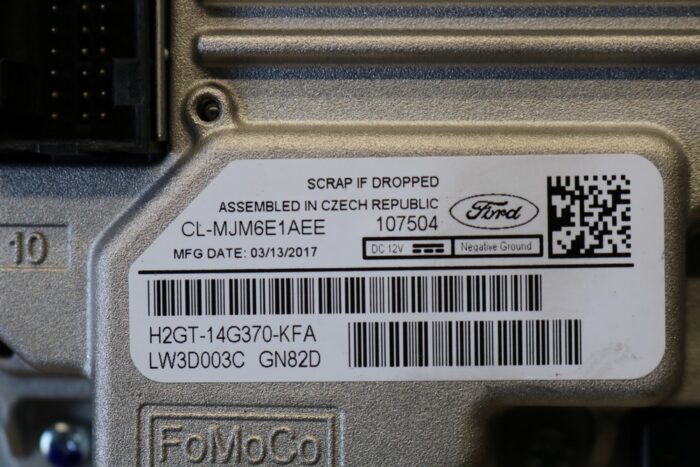 SCRAP IF DROPPED
ASSEMBLED IN CZECH REPUBLIC
CL-MJM6E1AEE 107504
Ford
MFG DATE: 03/13/2017
DC 12V Negative Ground
10
H2GT-14G370-KFA
LW3D003C GN82D
FoMoCo